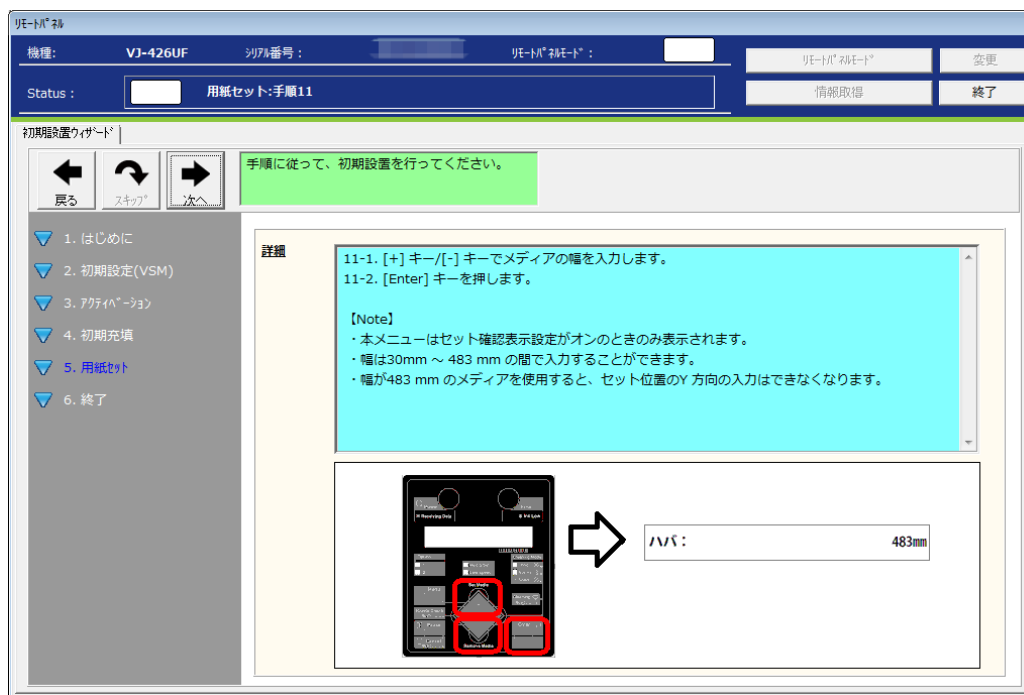 リモートパネル
機種: VJ-426UF シリアル番号: リモートパネルモード:
リモートパネルモード 変更
Status: 用紙セット:手順11
情報取得 終了
初期設置ウィザード
戻る スキップ 次へ
手順に従って、初期設置を行ってください。
1. はじめに
2. 初期設定(VSM)
3. アクティベーション
4. 初期充填
5. 用紙セット
6. 終了
詳細
11-1. [+] キー/[-] キーでメディアの幅を入力します。
11-2. [Enter] キーを押します。
【Note】
・本メニューはセット確認表示設定がオンのときのみ表示されます。
・幅は30mm ～ 483 mm の間で入力することができます。
・幅が483 mm のメディアを使用すると、セット位置のY 方向の入力はできなくなります。
Receiving Data
Ink Low
Menu
Remove Media
ハバ: 483mm